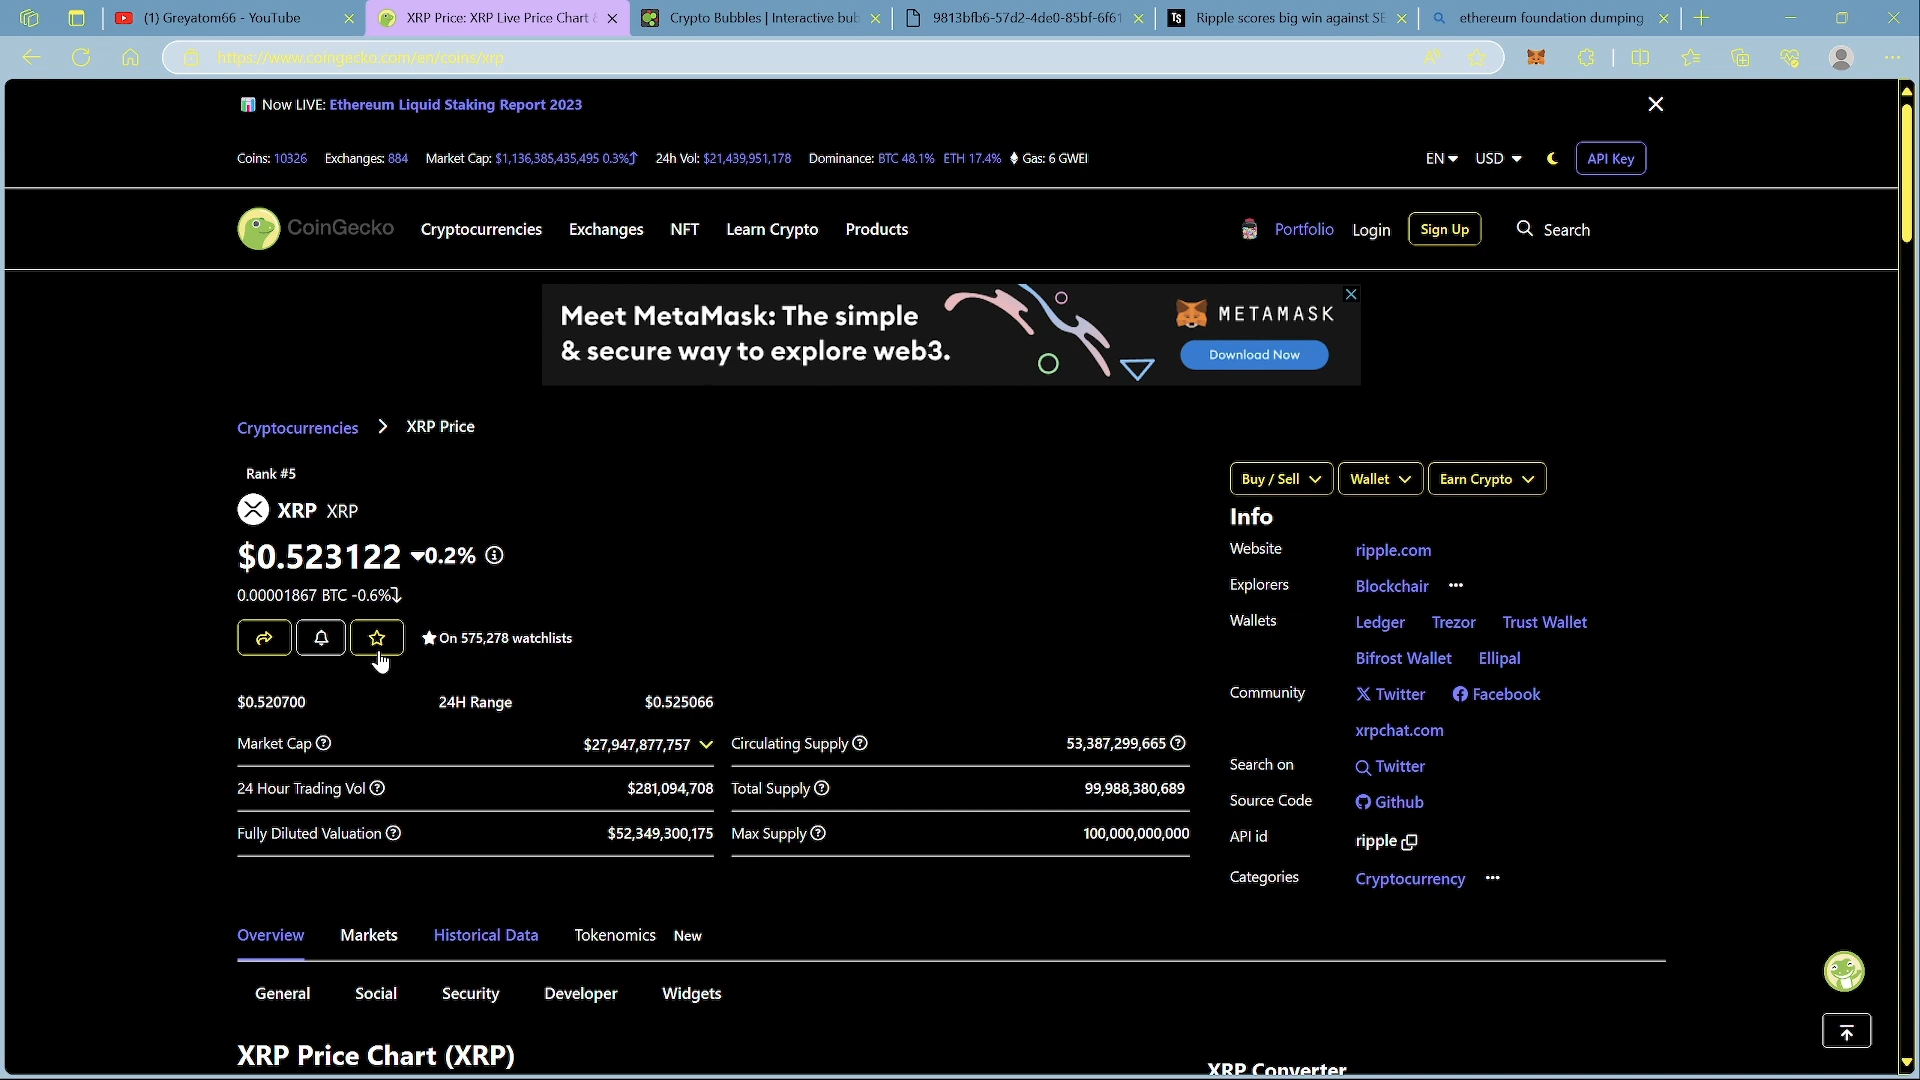 (1) Greyatom66 - YouTube
XRP Price: XRP Live Price Chart &
Crypto Bubbles | Interactive bub
9813bfb6-57d2-4de0-85bf-6f61
Ts Ripple scores big win against SE
ethereum foundation dumping
https://www.coingecko.com/en/coins/xrp
Now LIVE: Ethereum Liquid Staking Report 2023
Coins: 10326 Exchanges: 884 Market Cap: $1,136,385,435,495 0.3% 24h Vol: $21,439,951,178 Dominance: BTC 48.1% ETH 17.4% Gas: 6 GWEI
EN USD API Key
CoinGecko Cryptocurrencies Exchanges NFT Learn Crypto Products Portfolio Login Sign Up Search
Meet MetaMask: The simple
& secure way to explore web3.
METAMASK
Download Now
Cryptocurrencies > XRP Price
Rank #5
XRP XRP
$0.523122 0.2%
0.00001867 BTC -0.6%
On 575,278 watchlists
$0.520700 24H Range $0.525066
Market Cap $27,947,877,757
Circulating Supply 53,387,299,665
24 Hour Trading Vol $281,094,708
Total Supply 99,988,380,689
Fully Diluted Valuation $52,349,300,175
Max Supply 100,000,000,000
Buy / Sell Wallet Earn Crypto
Info
Website ripple.com
Explorers Blockchair ...
Wallets Ledger Trezor Trust Wallet
Bifrost Wallet Ellipal
Community Twitter Facebook
xrpchat.com
Search on Twitter
Source Code Github
API id ripple
Categories Cryptocurrency ...
Overview Markets Historical Data Tokenomics New
General Social Security Developer Widgets
XRP Price Chart (XRP)
XRP Converter